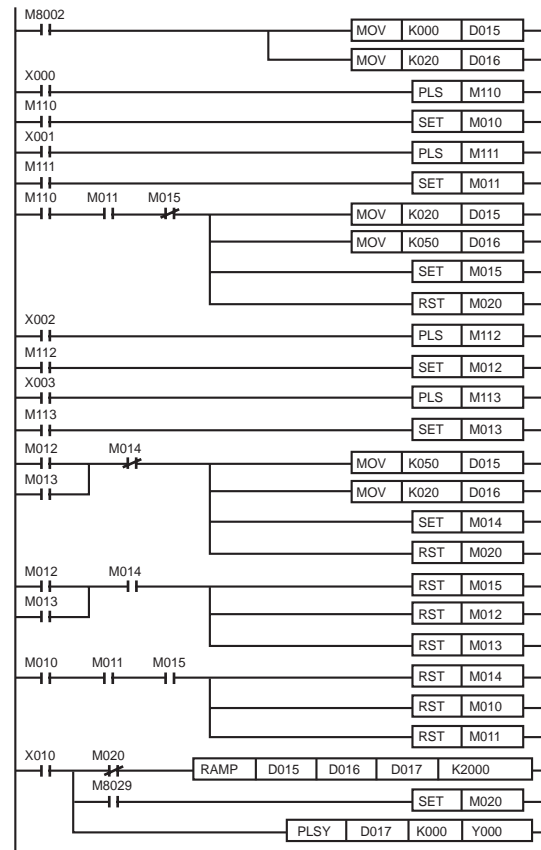 M8002
MOV K000 D015
MOV K020 D016
X000
PLS M110
M110
SET M010
X001
PLS M111
M111
SET M011
M110 M011 M015
MOV K020 D015
MOV K050 D016
SET M015
RST M020
X002
PLS M112
M112
SET M012
X003
PLS M113
M113
SET M013
M012 M014
MOV K050 D015
M013
MOV K020 D016
SET M014
RST M020
M012 M014
RST M015
M013
RST M012
RST M013
M010 M011 M015
RST M014
RST M010
RST M011
X010 M020
RAMP D015 D016 D017 K2000
M8029
SET M020
PLSY D017 K000 Y000